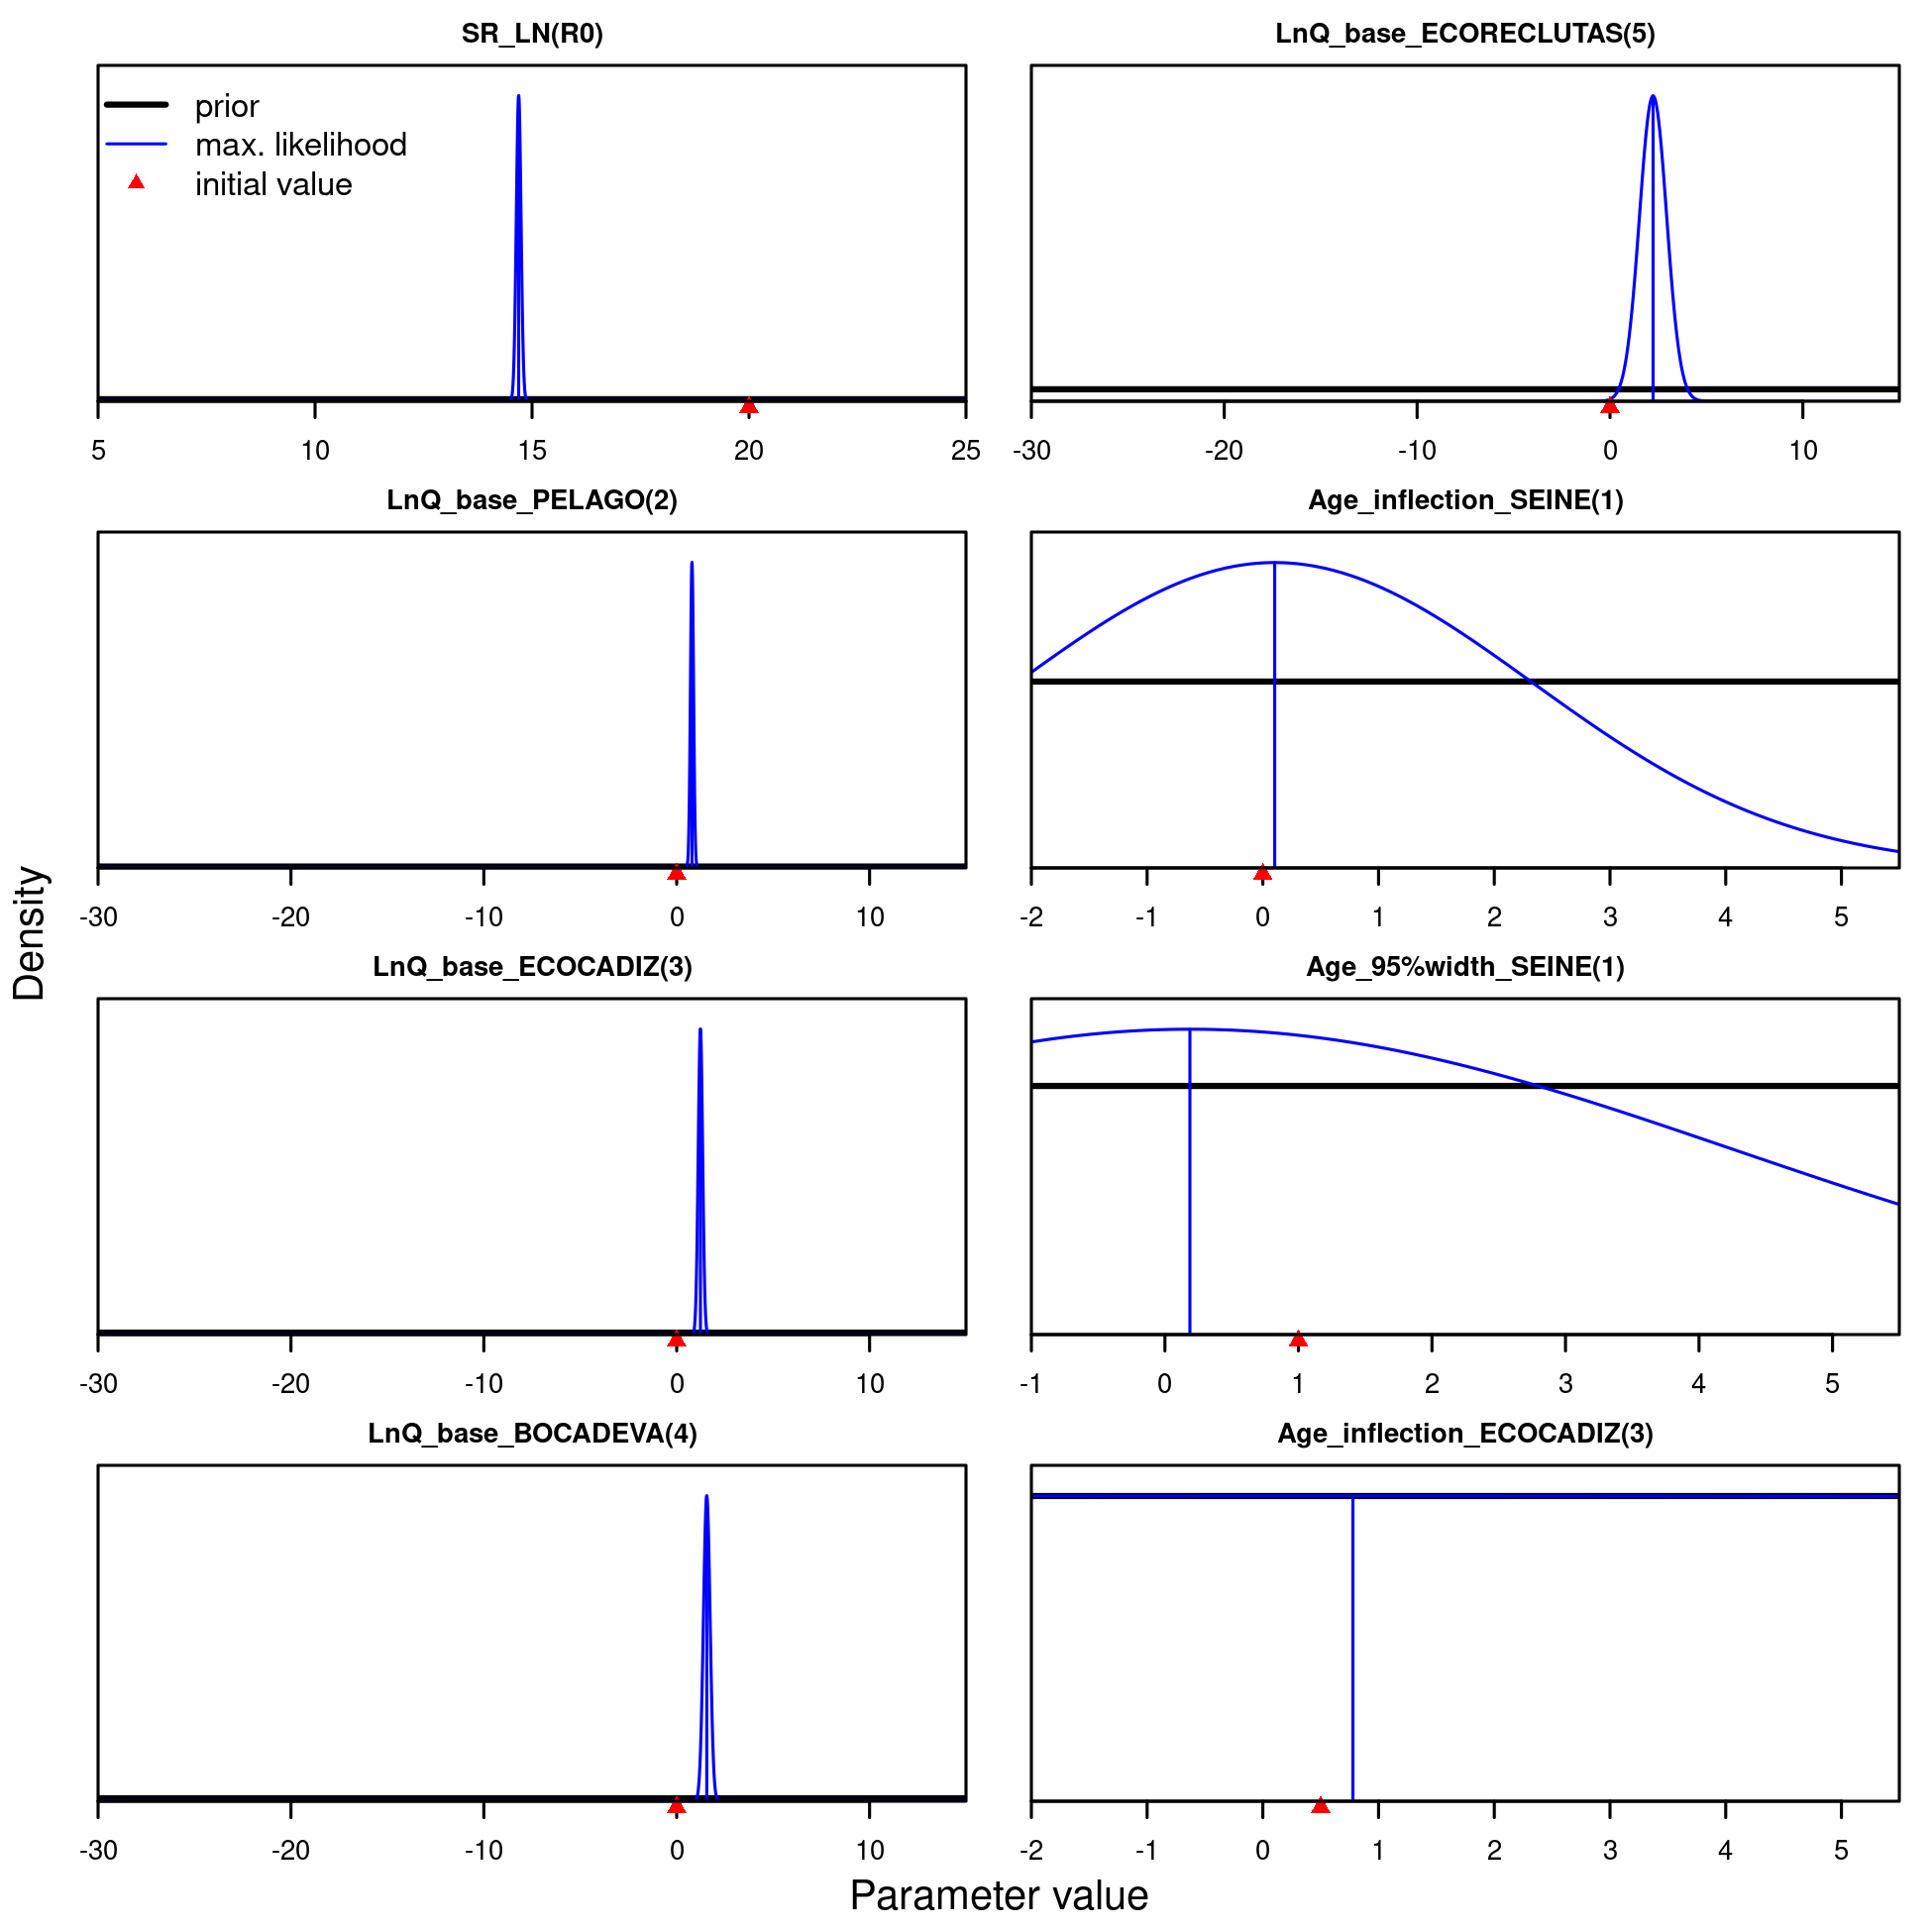 SR_LN(R0)
prior
max. likelihood
initial value
5 10 15 20 25
LnQ_base_ECORECLUTAS(5)
-30 -20 -10 0 10
LnQ_base_PELAGO(2)
-30 -20 -10 0 10
Age_inflection_SEINE(1)
-2 -1 0 1 2 3 4 5
LnQ_base_ECOCADIZ(3)
-30 -20 -10 0 10
Age_95%width_SEINE(1)
-1 0 1 2 3 4 5
LnQ_base_BOCADEVA(4)
-30 -20 -10 0 10
Age_inflection_ECOCADIZ(3)
-2 -1 0 1 2 3 4 5
Density
Parameter value